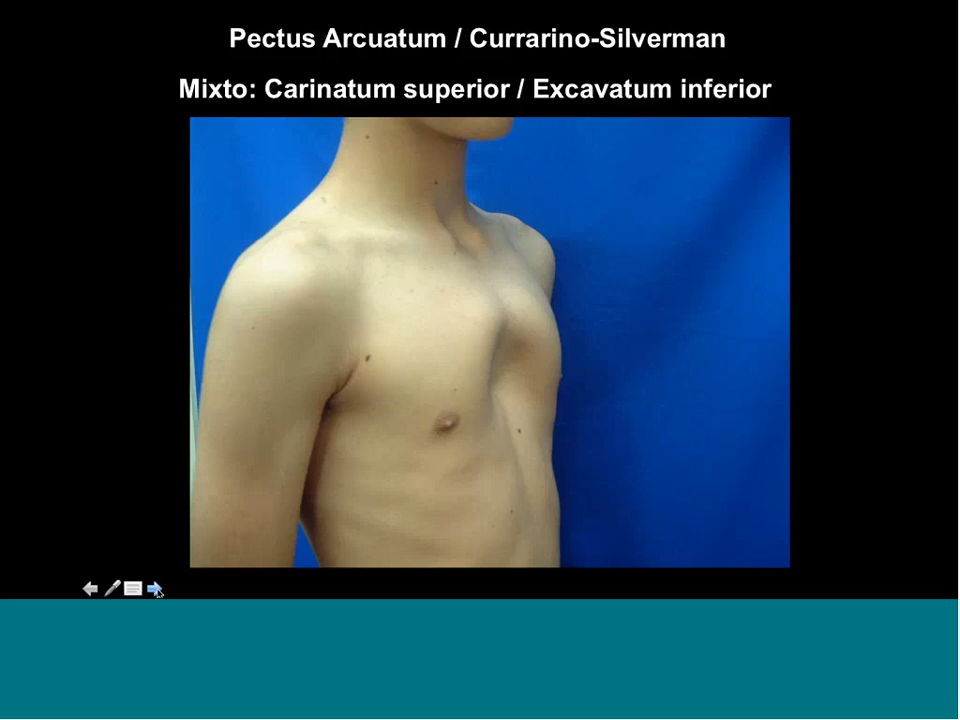 Pectus Arcuatum / Currarino-Silverman
Mixto: Carinatum superior / Excavatum inferior